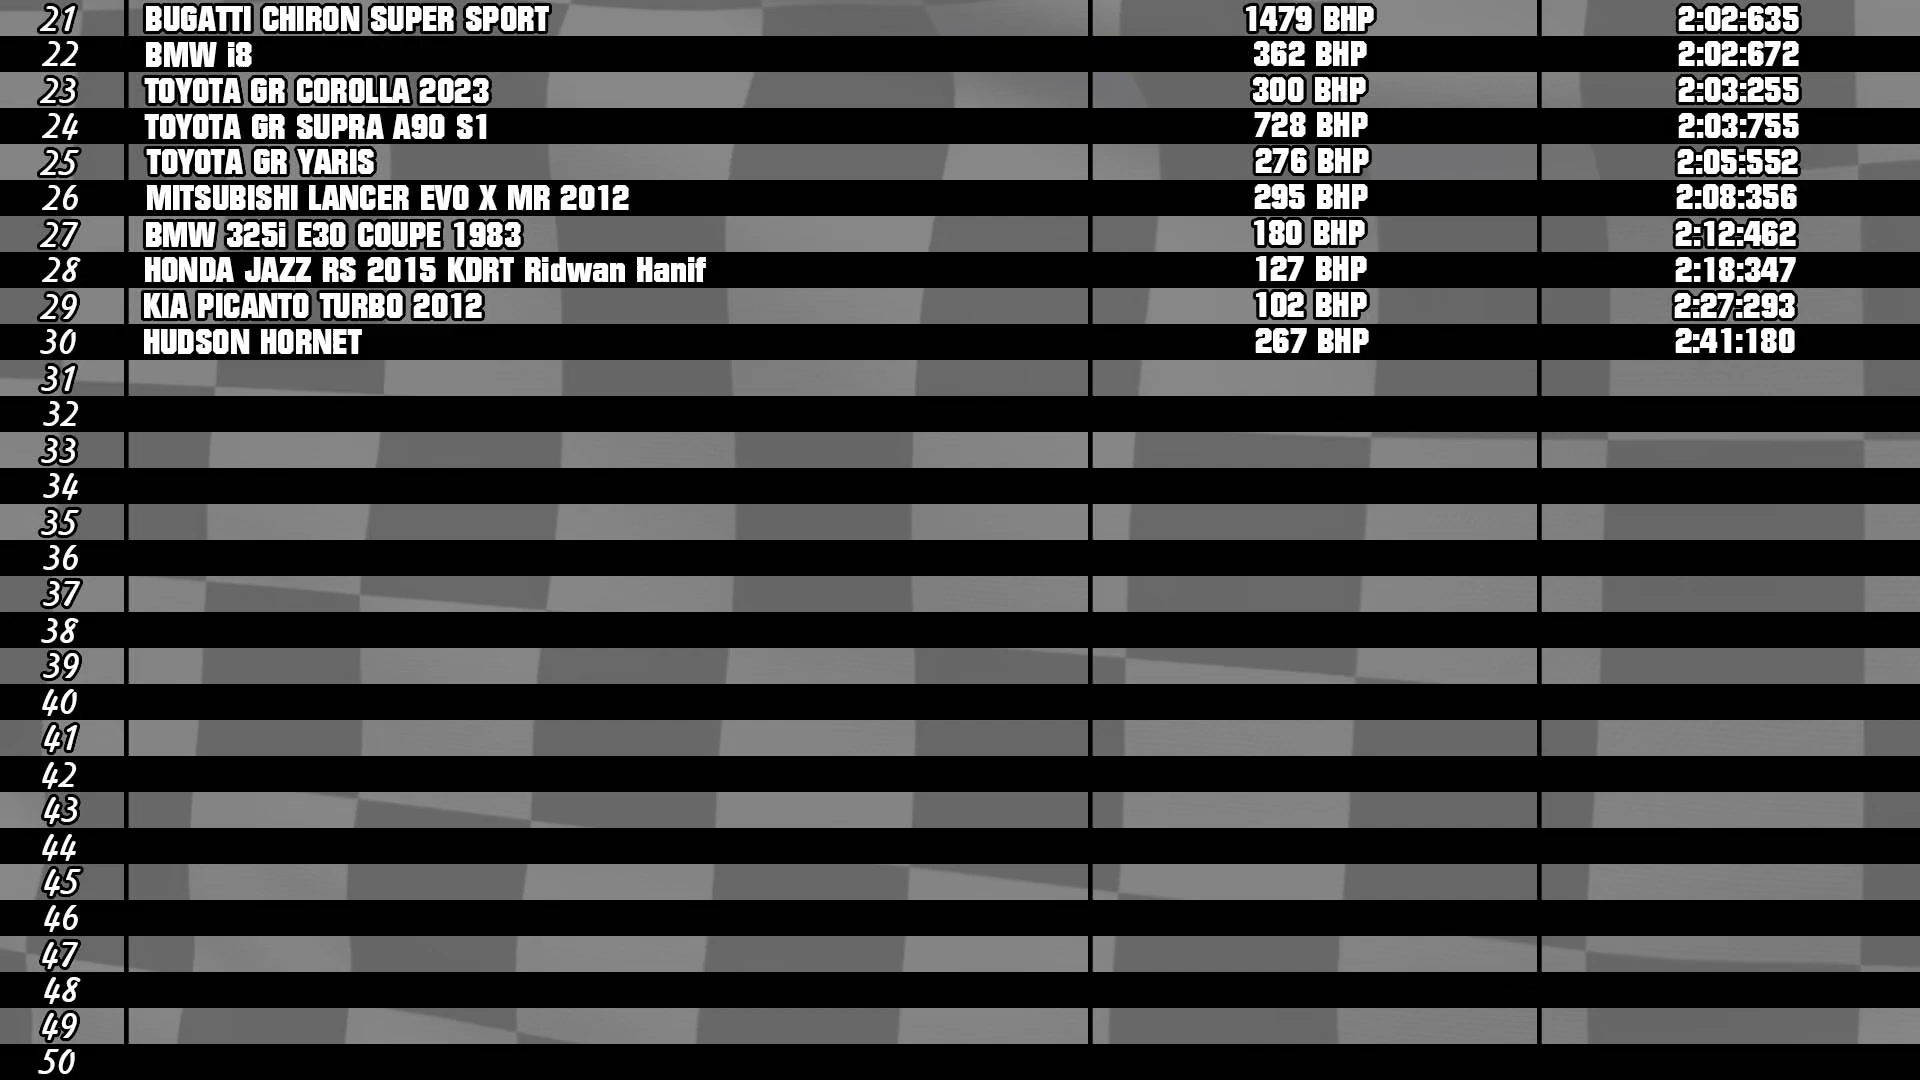 21 BUGATTI CHIRON SUPER SPORT 1479 BHP 2:02:635
22 BMW i8 362 BHP 2:02:672
23 TOYOTA GR COROLLA 2023 300 BHP 2:03:255
24 TOYOTA GR SUPRA A90 S1 728 BHP 2:03:755
25 TOYOTA GR YARIS 276 BHP 2:05:552
26 MITSUBISHI LANCER EVO X MR 2012 295 BHP 2:08:356
27 BMW 325i E30 COUPE 1983 180 BHP 2:12:462
28 HONDA JAZZ RS 2015 KDRT Ridwan Hanif 127 BHP 2:18:347
29 KIA PICANTO TURBO 2012 102 BHP 2:27:293
30 HUDSON HORNET 267 BHP 2:41:180
31
32
33
34
35
36
37
38
39
40
41
42
43
44
45
46
47
48
49
50